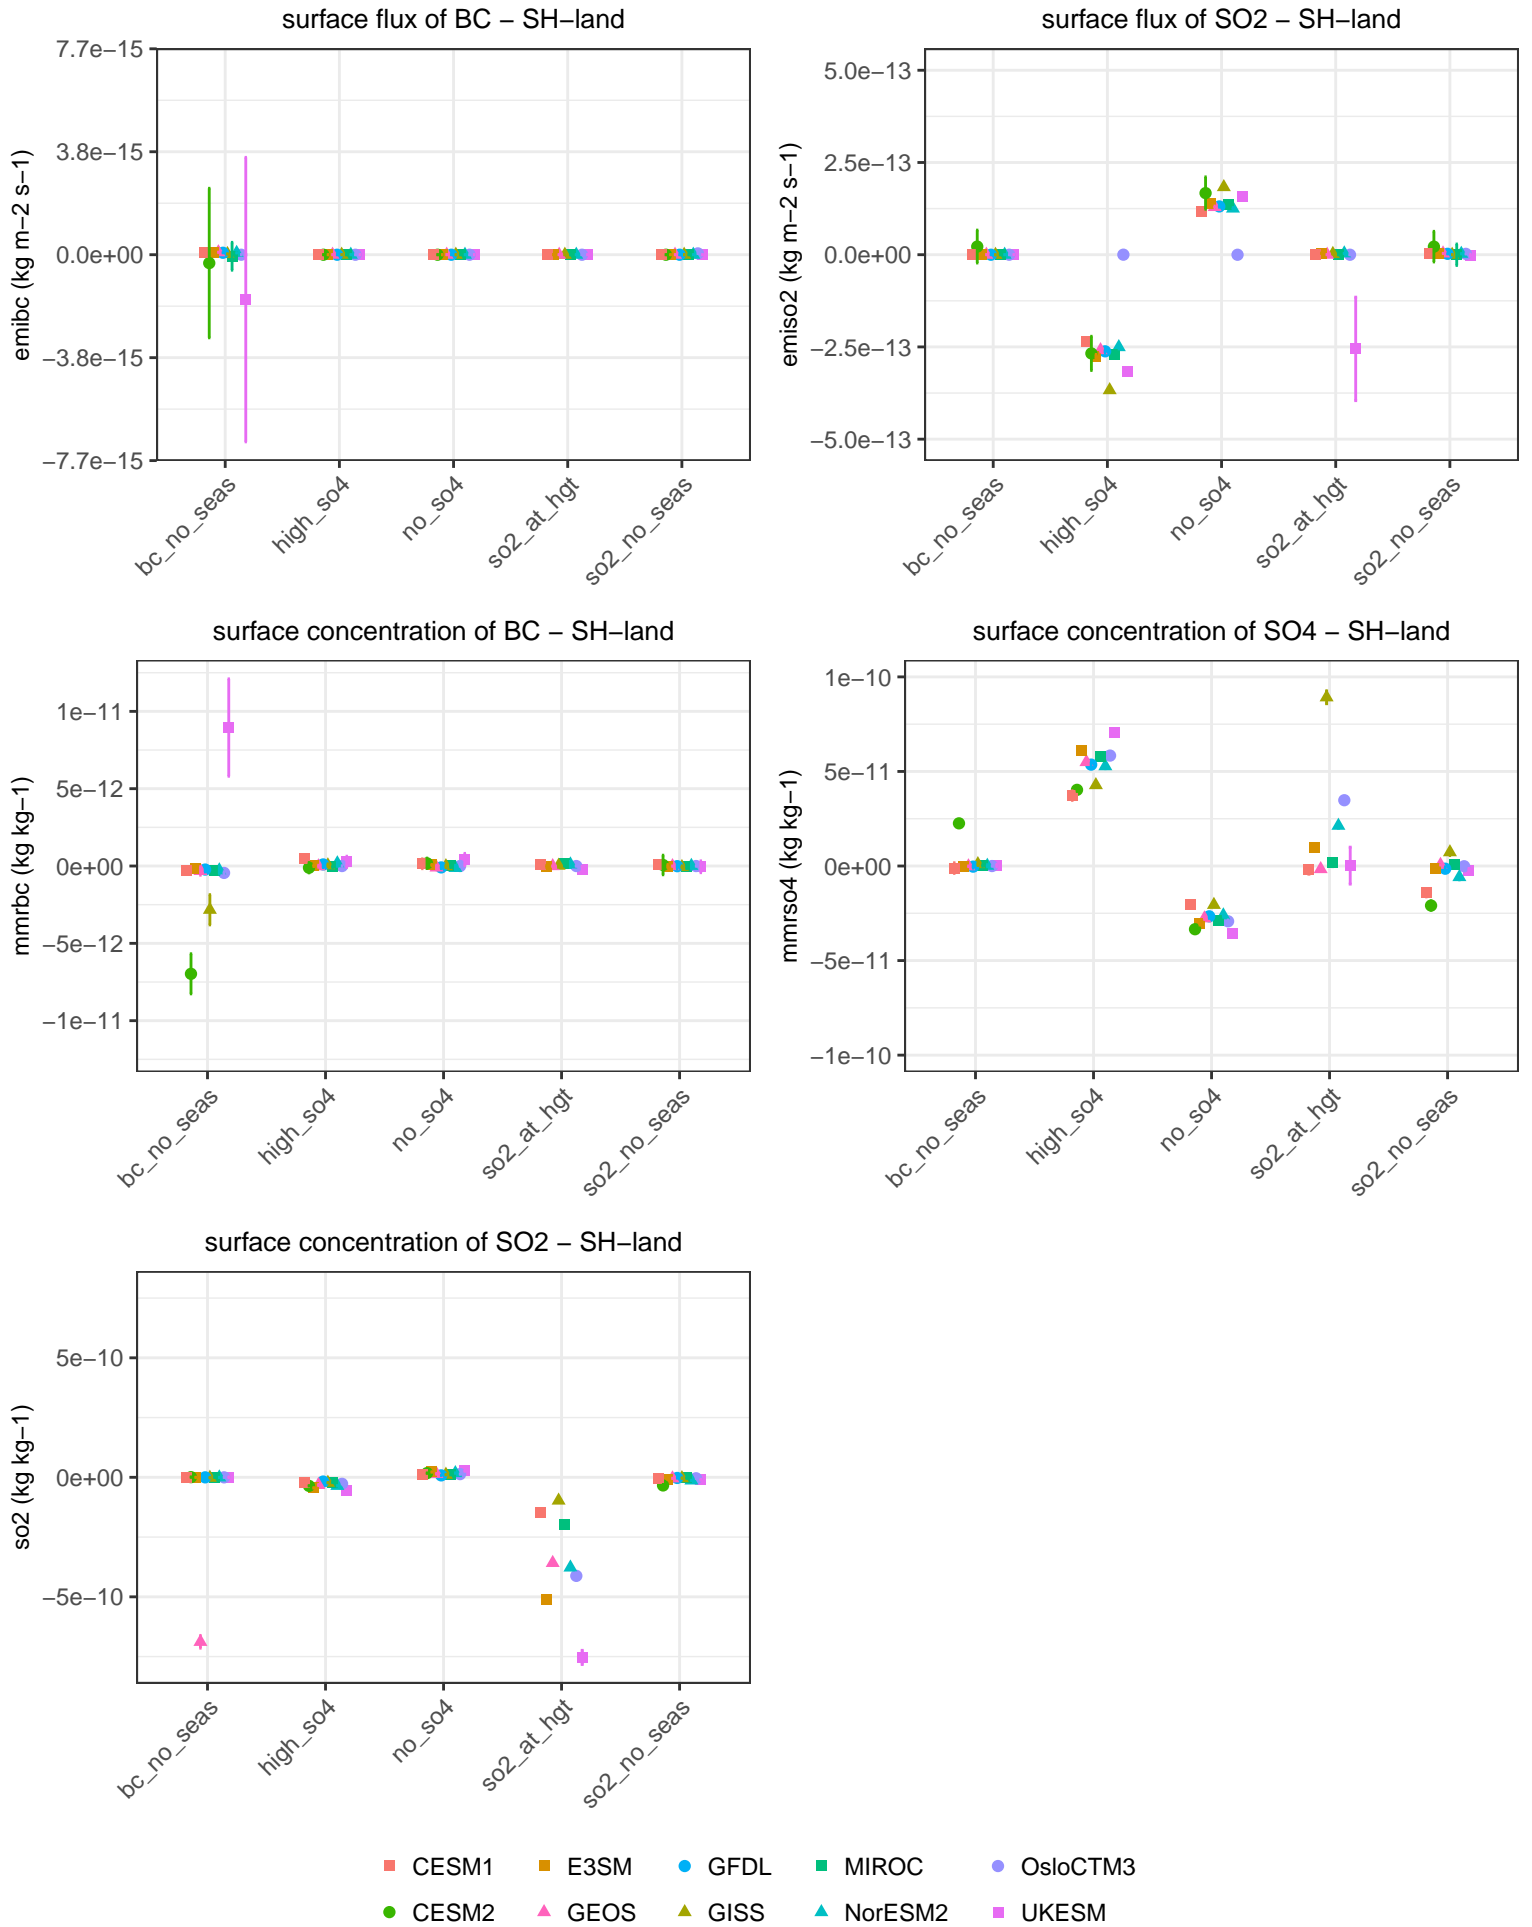 surface flux of BC − SH−land
7.7e−15
3.8e−15
0.0e+00
−3.8e−15
−7.7e−15
emibc (kg m−2 s−1)
bc_no_seas
high_so4
no_so4
so2_at_hgt
so2_no_seas
surface flux of SO2 − SH−land
5.0e−13
2.5e−13
0.0e+00
−2.5e−13
−5.0e−13
emiso2 (kg m−2 s−1)
bc_no_seas
high_so4
no_so4
so2_at_hgt
so2_no_seas
surface concentration of BC − SH−land
1e−11
5e−12
0e+00
−5e−12
−1e−11
mmrbc (kg kg−1)
bc_no_seas
high_so4
no_so4
so2_at_hgt
so2_no_seas
surface concentration of SO4 − SH−land
1e−10
5e−11
0e+00
−5e−11
−1e−10
mmrso4 (kg kg−1)
bc_no_seas
high_so4
no_so4
so2_at_hgt
so2_no_seas
surface concentration of SO2 − SH−land
5e−10
0e+00
−5e−10
so2 (kg kg−1)
bc_no_seas
high_so4
no_so4
so2_at_hgt
so2_no_seas
CESM1 E3SM GFDL MIROC OsloCTM3
CESM2 GEOS GISS NorESM2 UKESM